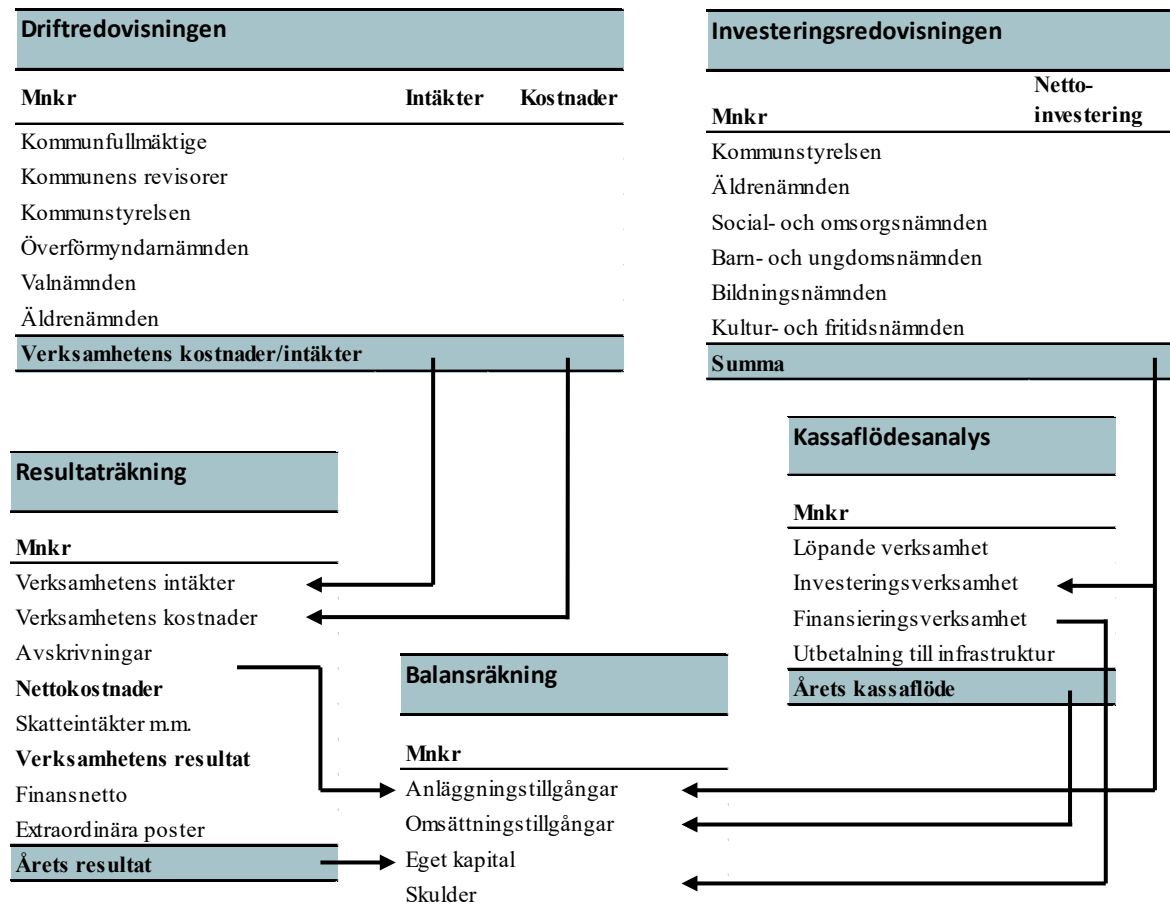 Driftredovisningen
Mnkr Intäkter Kostnader
Kommunfullmäktige
Kommunens revisorer
Kommunstyrelsen
Överförmyndarnämnden
Valnämnden
Äldrenämnden
Verksamhetens kostnader/intäkter
Investeringsredovisningen
Netto-
Mnkr investering
Kommunstyrelsen
Äldrenämnden
Social- och omsorgsnämnden
Barn- och ungdomsnämnden
Bildningsnämnden
Kultur- och fritidsnämnden
Summa
Resultaträkning
Mnkr
Verksamhetens intäkter
Verksamhetens kostnader
Avskrivningar
Nettokostnader
Skatteintäkter m.m.
Verksamhetens resultat
Finansnetto
Extraordinära poster
Årets resultat
Kassaflödesanalys
Mnkr
Löpande verksamhet
Investeringsverksamhet
Finansieringsverksamhet
Utbetalning till infrastruktur
Årets kassaflöde
Balansräkning
Mnkr
Anläggningstillgångar
Omsättningstillgångar
Eget kapital
Skulder